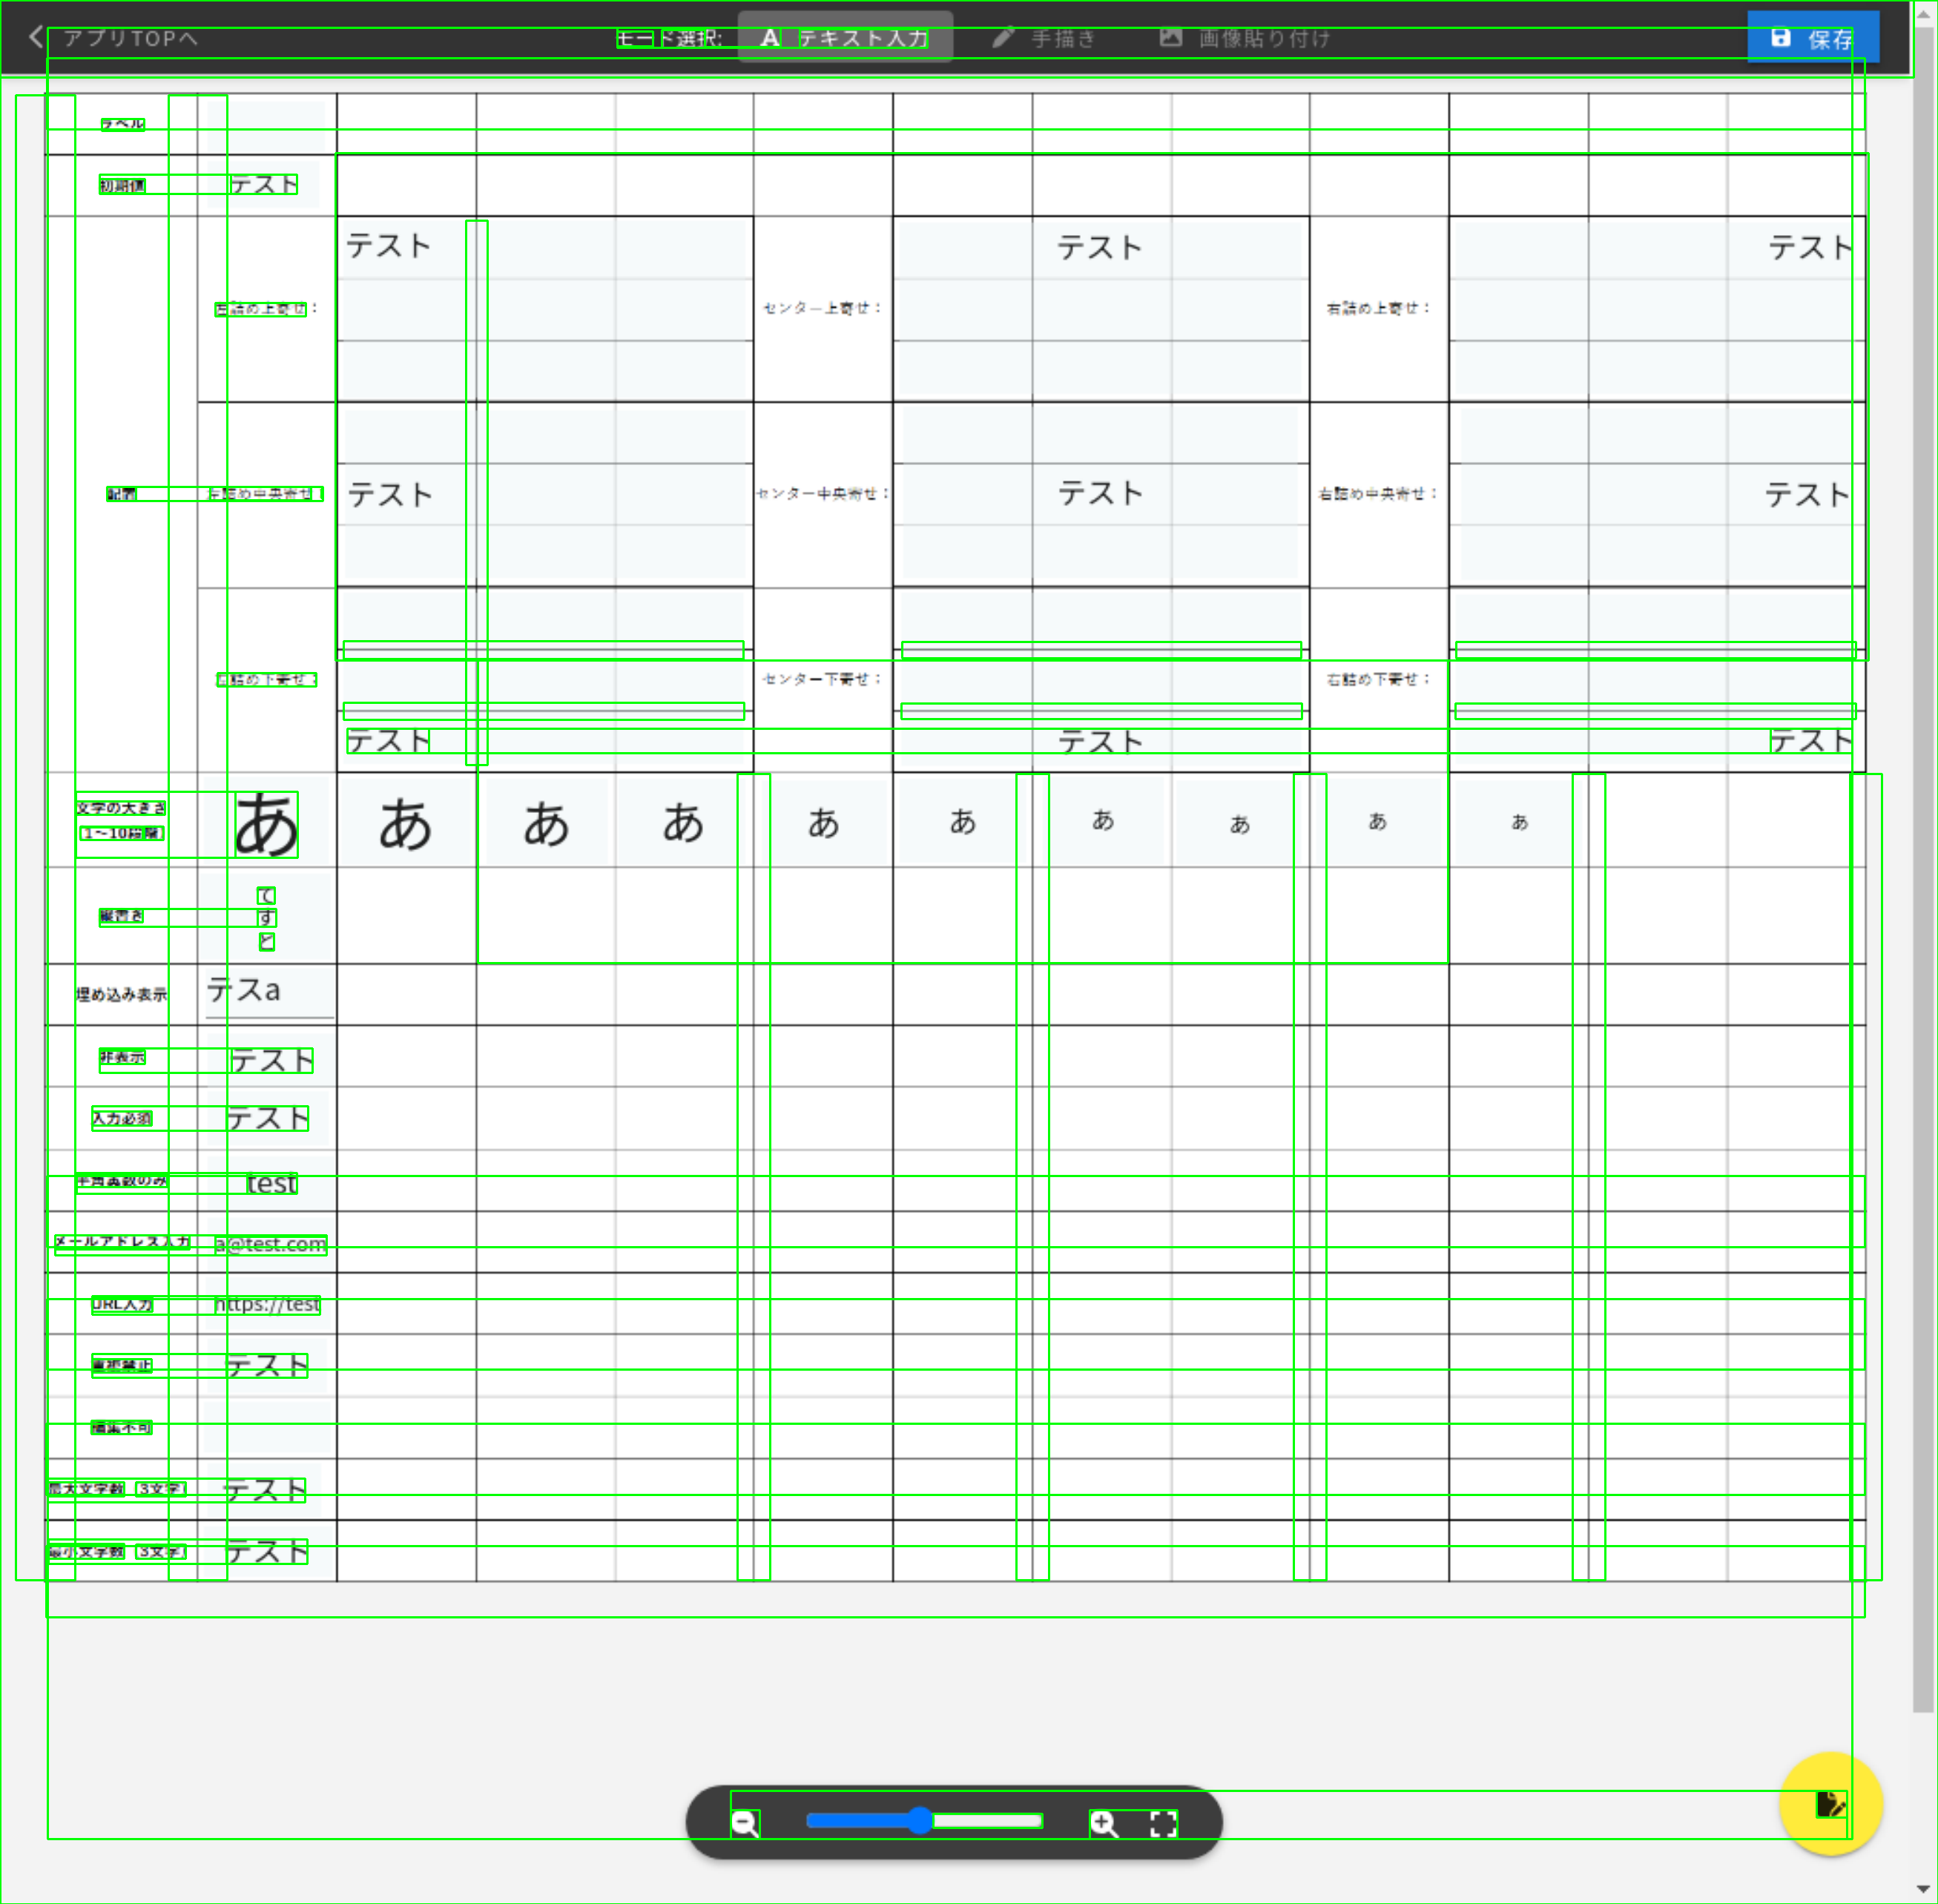 アプリTOPへ モード選択: A テキスト入力 手描き 画像貼り付け 保存
ラベル
初期値 テスト
テスト テスト テスト
左詰め上寄せ： センター上寄せ： 右詰め上寄せ：
配置 左詰め中央寄せ： テスト センター中央寄せ： テスト 右詰め中央寄せ： テスト
左詰め下寄せ： センター下寄せ： 右詰め下寄せ：
テスト テスト テスト
文字の大きさ
1～10段階 あ あ あ あ あ あ あ あ あ あ
て
縦書き す
と
埋め込み表示 テスa
非表示 テスト
入力必須 テスト
半角英数のみ test
メールアドレス入力 a@test.com
URL入力 https://test
重複禁止 テスト
編集不可
最大文字数 3文字 テスト
最小文字数 3文字 テスト